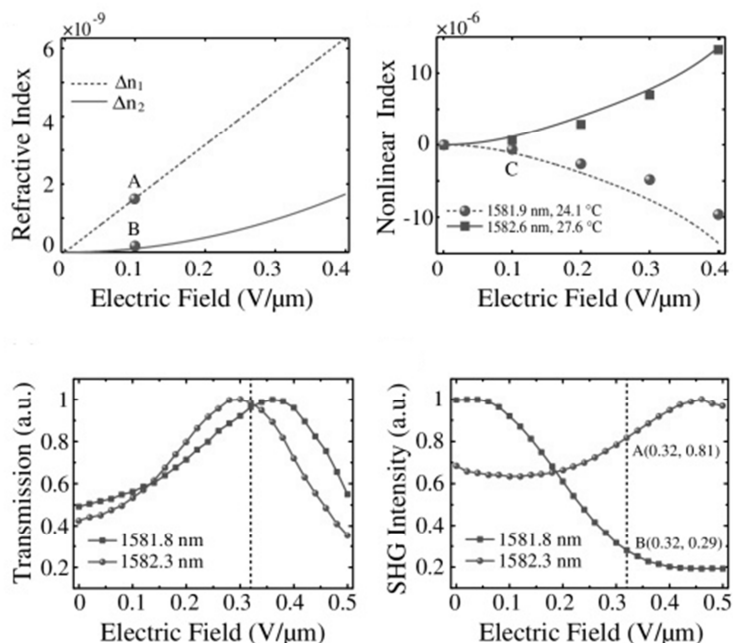 ×10⁻⁹
Refractive Index
6
4
2
0
Δn₁
Δn₂
A
B
0
0.1
0.2
0.3
0.4
Electric Field (V/μm)
×10⁻⁶
Nonlinear Index
10
0
-10
C
1581.9 nm, 24.1 °C
1582.6 nm, 27.6 °C
0
0.1
0.2
0.3
0.4
Electric Field (V/μm)
Transmission (a.u.)
1
0.8
0.6
0.4
0.2
1581.8 nm
1582.3 nm
0
0.1
0.2
0.3
0.4
0.5
Electric Field (V/μm)
SHG Intensity (a.u.)
1
0.8
0.6
0.4
0.2
A(0.32, 0.81)
B(0.32, 0.29)
1581.8 nm
1582.3 nm
0
0.1
0.2
0.3
0.4
0.5
Electric Field (V/μm)